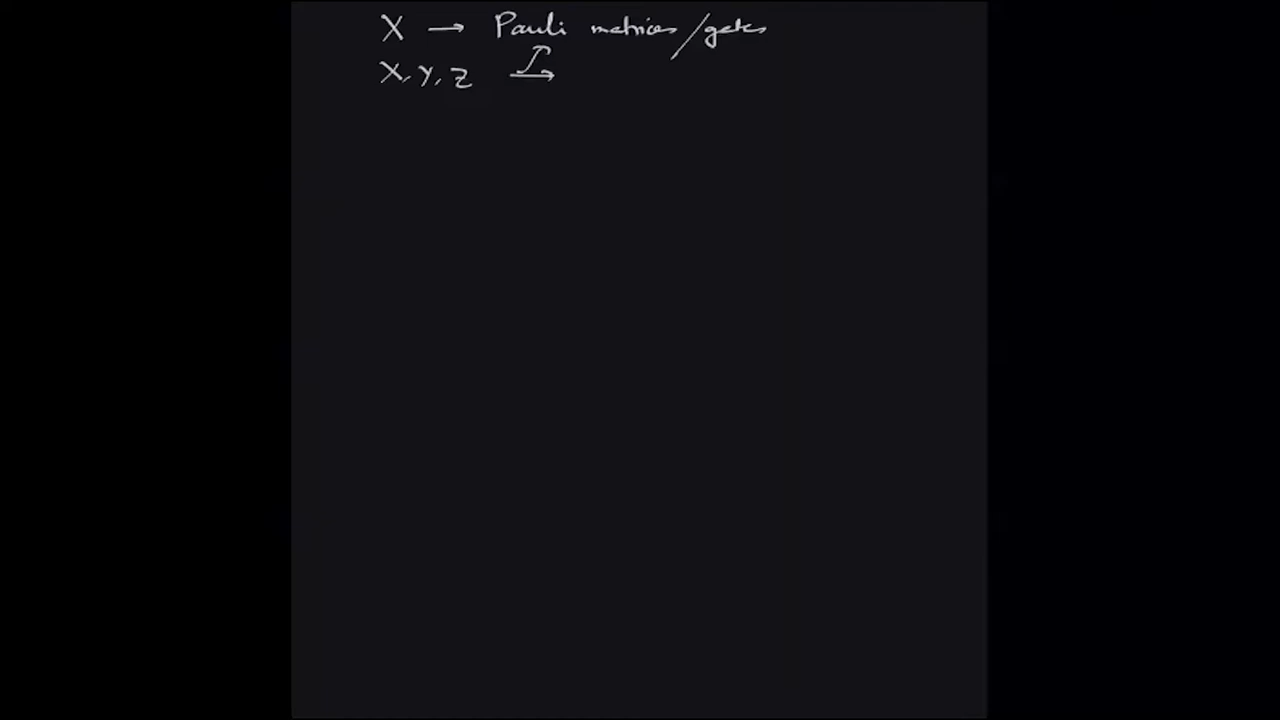 X → Pauli matrices/gates
X, Y, Z →